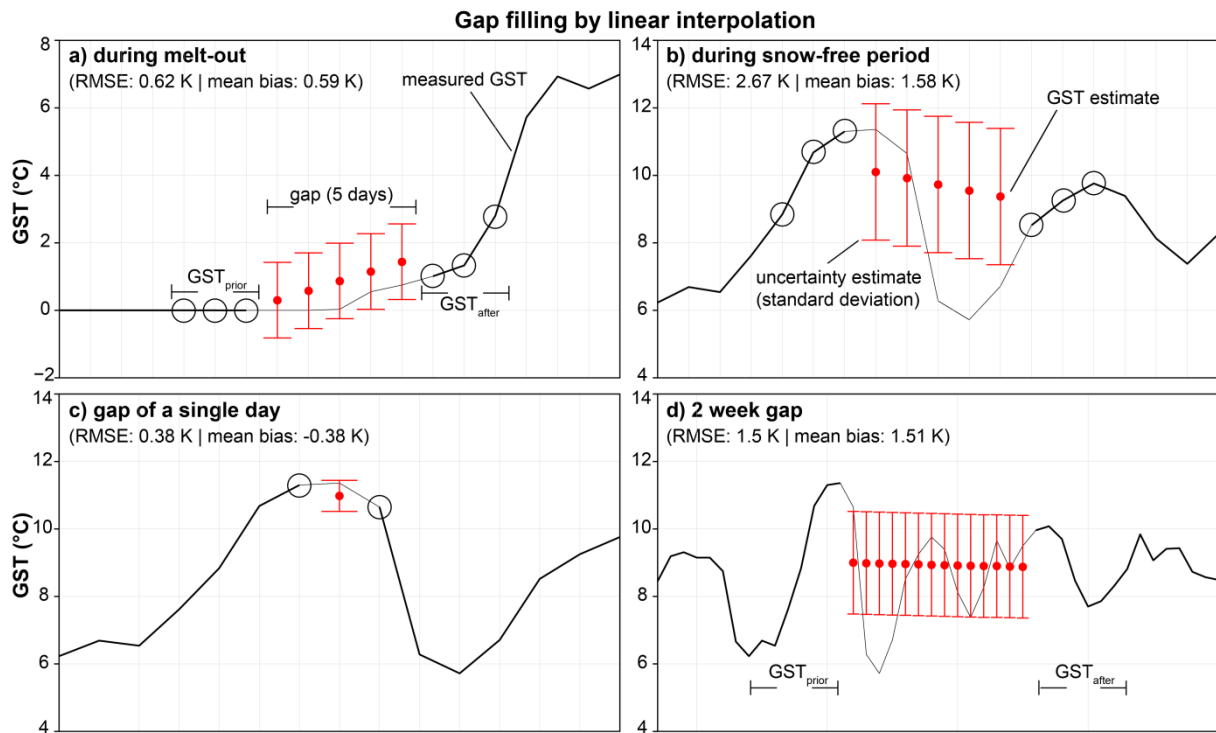 Gap filling by linear interpolation
a) during melt-out
(RMSE: 0.62 K | mean bias: 0.59 K)
measured GST
gap (5 days)
GSTprior
GSTafter
GST (°C)
8
6
4
2
0
−2
b) during snow-free period
(RMSE: 2.67 K | mean bias: 1.58 K)
GST estimate
uncertainty estimate
(standard deviation)
14
12
10
8
6
4
c) gap of a single day
(RMSE: 0.38 K | mean bias: -0.38 K)
GST (°C)
14
12
10
8
6
4
d) 2 week gap
(RMSE: 1.5 K | mean bias: 1.51 K)
GSTprior
GSTafter
14
12
10
8
6
4